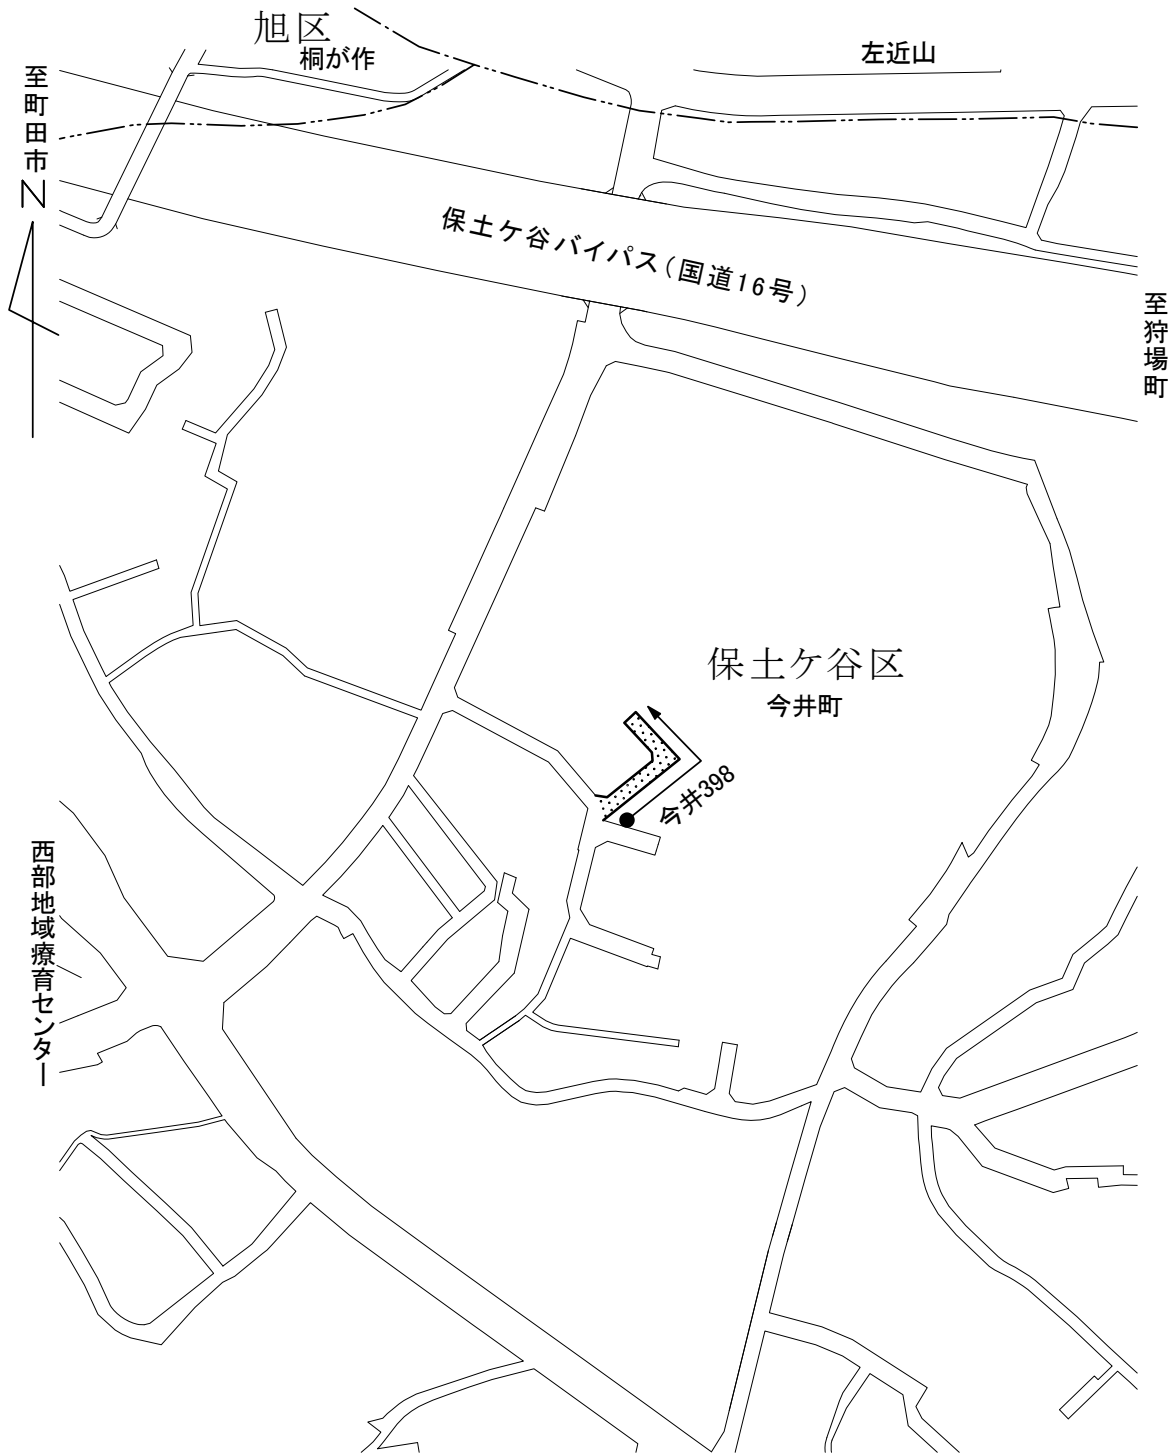 旭区
桐が作
左近山
至町田市
N
保土ケ谷バイパス(国道16号)
至狩場町
保土ケ谷区
今井町
今井398
西部地域療育センター